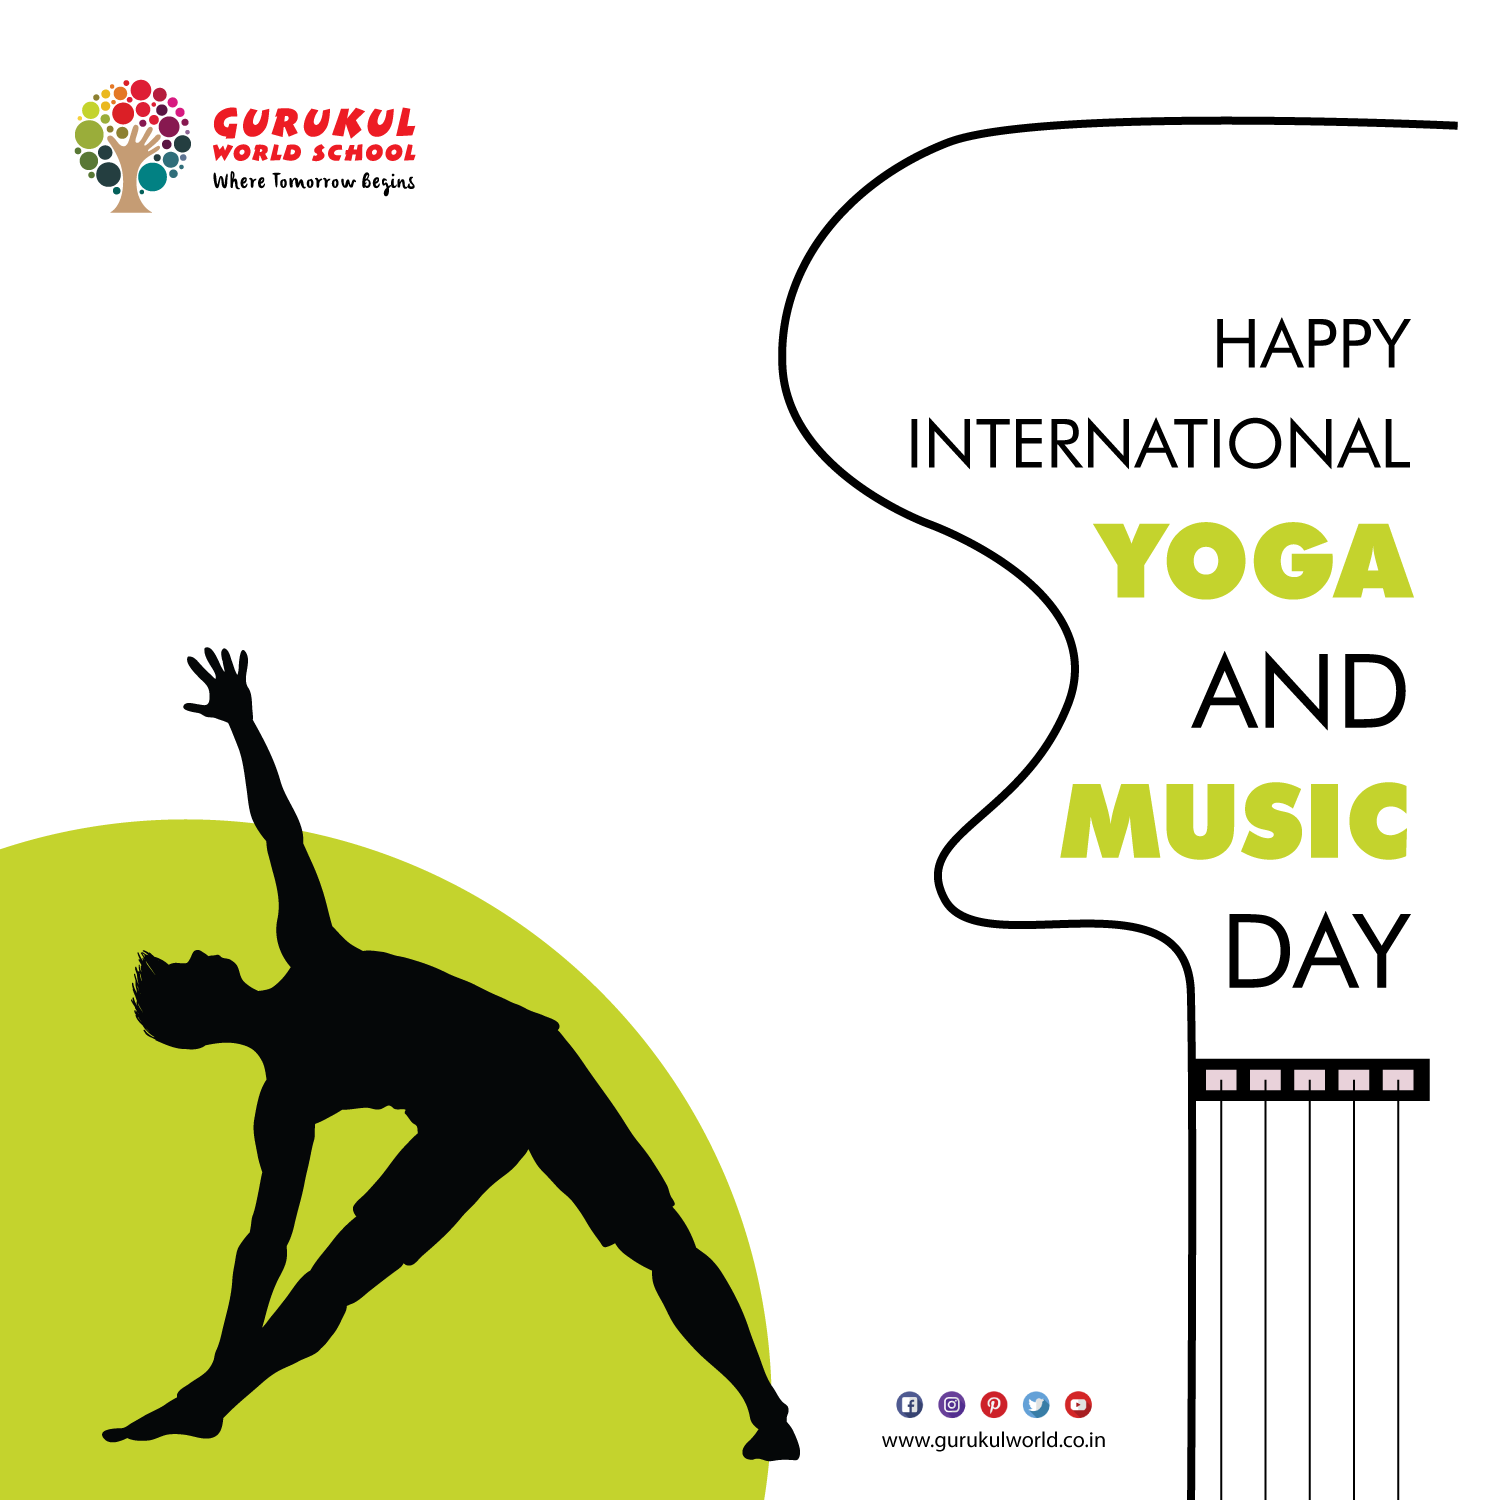 GURUKUL
WORLD SCHOOL
Where Tomorrow Begins
HAPPY
INTERNATIONAL
YOGA
AND
MUSIC
DAY
www.gurukulworld.co.in